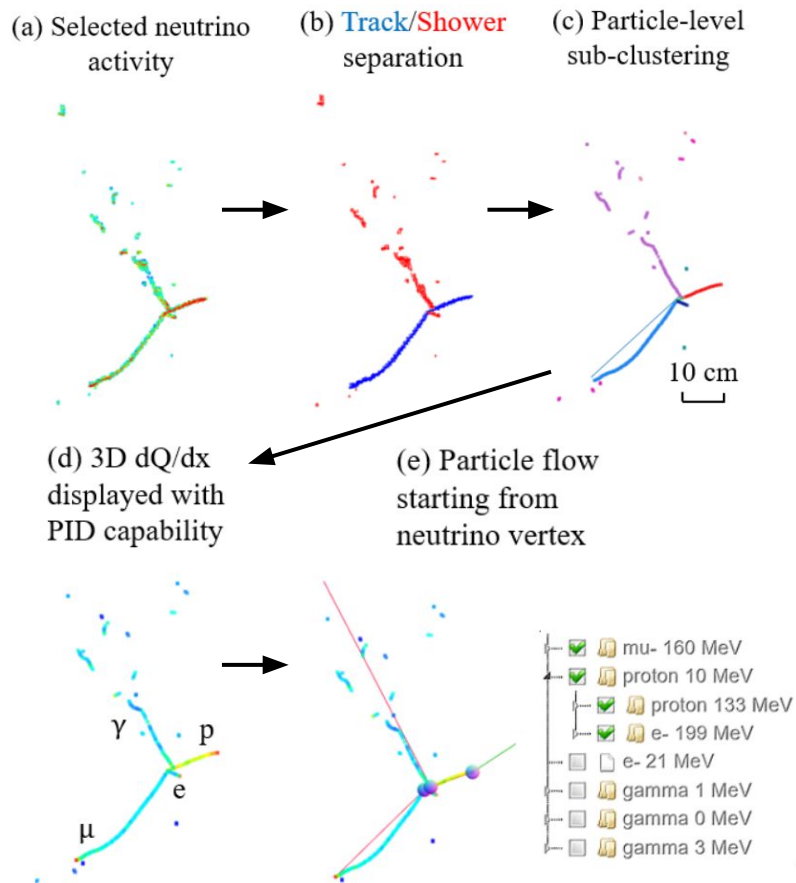 (a) Selected neutrino
activity
(b) Track/Shower
separation
(c) Particle-level
sub-clustering
10 cm
(d) 3D dQ/dx
displayed with
PID capability
(e) Particle flow
starting from
neutrino vertex
γ
p
e
μ
mu- 160 MeV
proton 10 MeV
proton 133 MeV
e- 199 MeV
e- 21 MeV
gamma 1 MeV
gamma 0 MeV
gamma 3 MeV